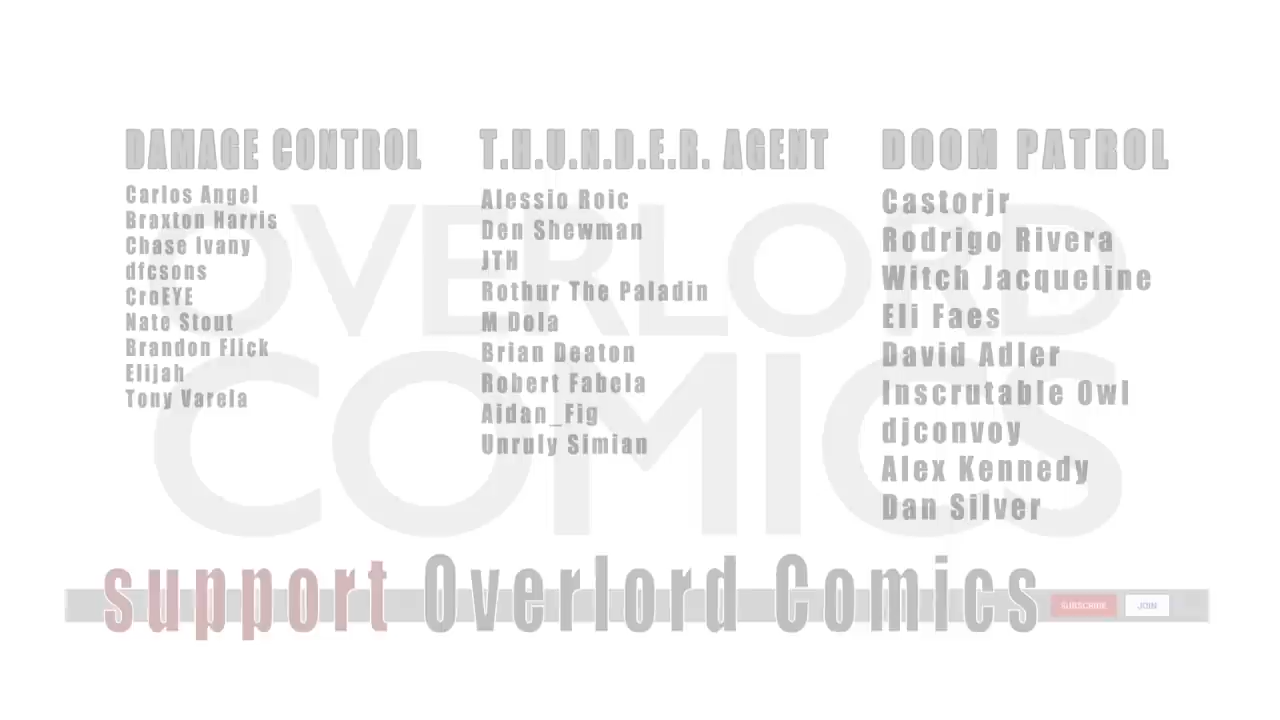 OVERLORD
COMICS
DAMAGE CONTROL
Carlos Angel
Braxton Harris
Chase Ivany
dfcsons
CroEYE
Nate Stout
Brandon Flick
Elijah
Tony Varela
T.H.U.N.D.E.R. AGENT
Alessio Roic
Den Shewman
JTH
Rothur The Paladin
M Dola
Brian Deaton
Robert Fabela
Aidan_Fig
Unruly Simian
DOOM PATROL
Castorjr
Rodrigo Rivera
Witch Jacqueline
Eli Faes
David Adler
Inscrutable Owl
djconvoy
Alex Kennedy
Dan Silver
support Overlord Comics
SUBSCRIBE
JOIN